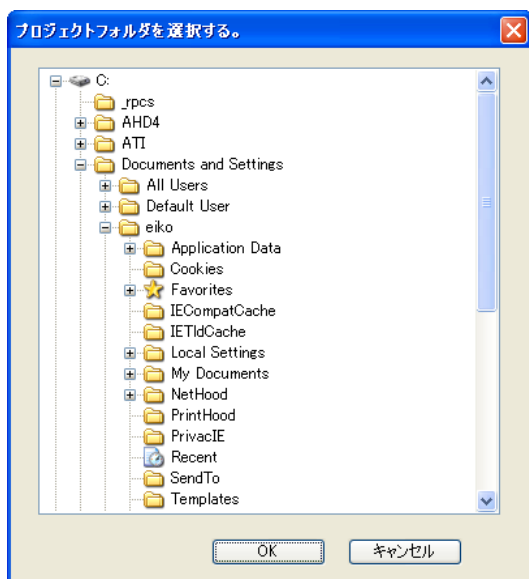 プロジェクトフォルダを選択する。
C:
_rpcs
AHD4
ATI
Documents and Settings
All Users
Default User
eiko
Application Data
Cookies
Favorites
IECompatCache
IETldCache
Local Settings
My Documents
NetHood
PrintHood
PrivacIE
Recent
SendTo
Templates
OK
キャンセル